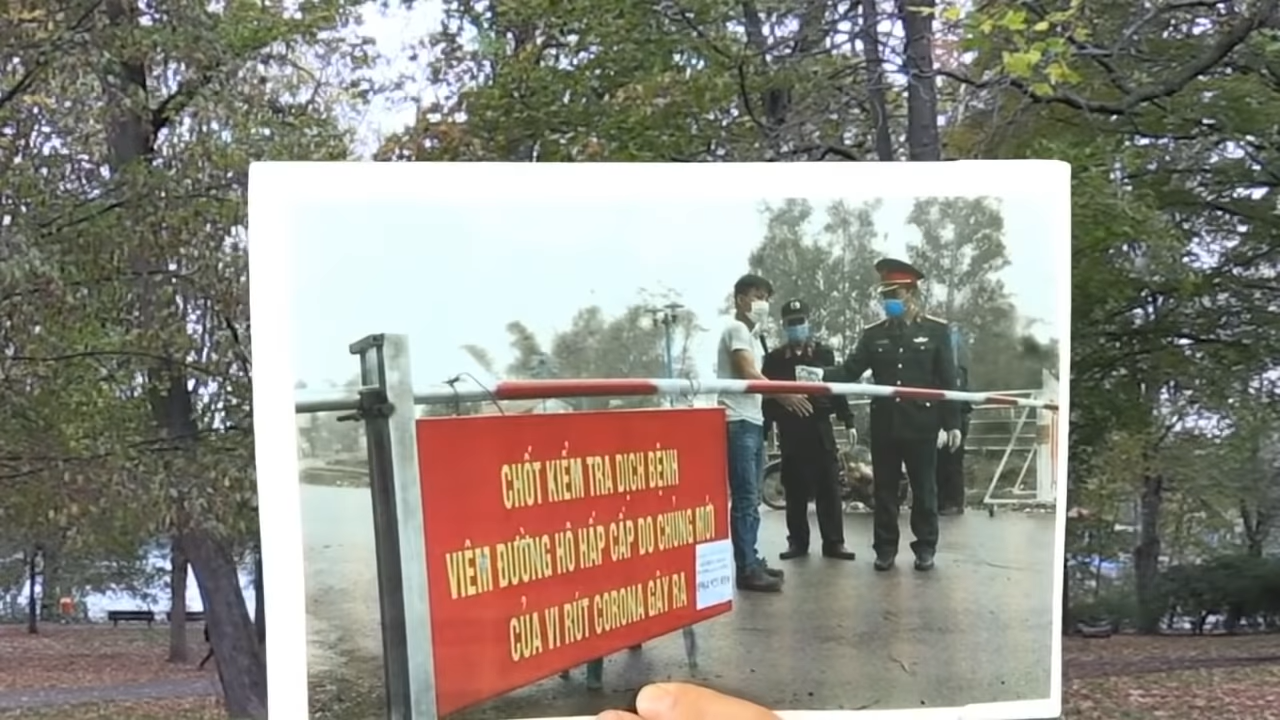 CHỐT KIỂM TRA DỊCH BỆNH
VIÊM ĐƯỜNG HÔ HẤP CẤP DO CHỦNG MỚI
CỦA VI RÚT CORONA GÂY RA